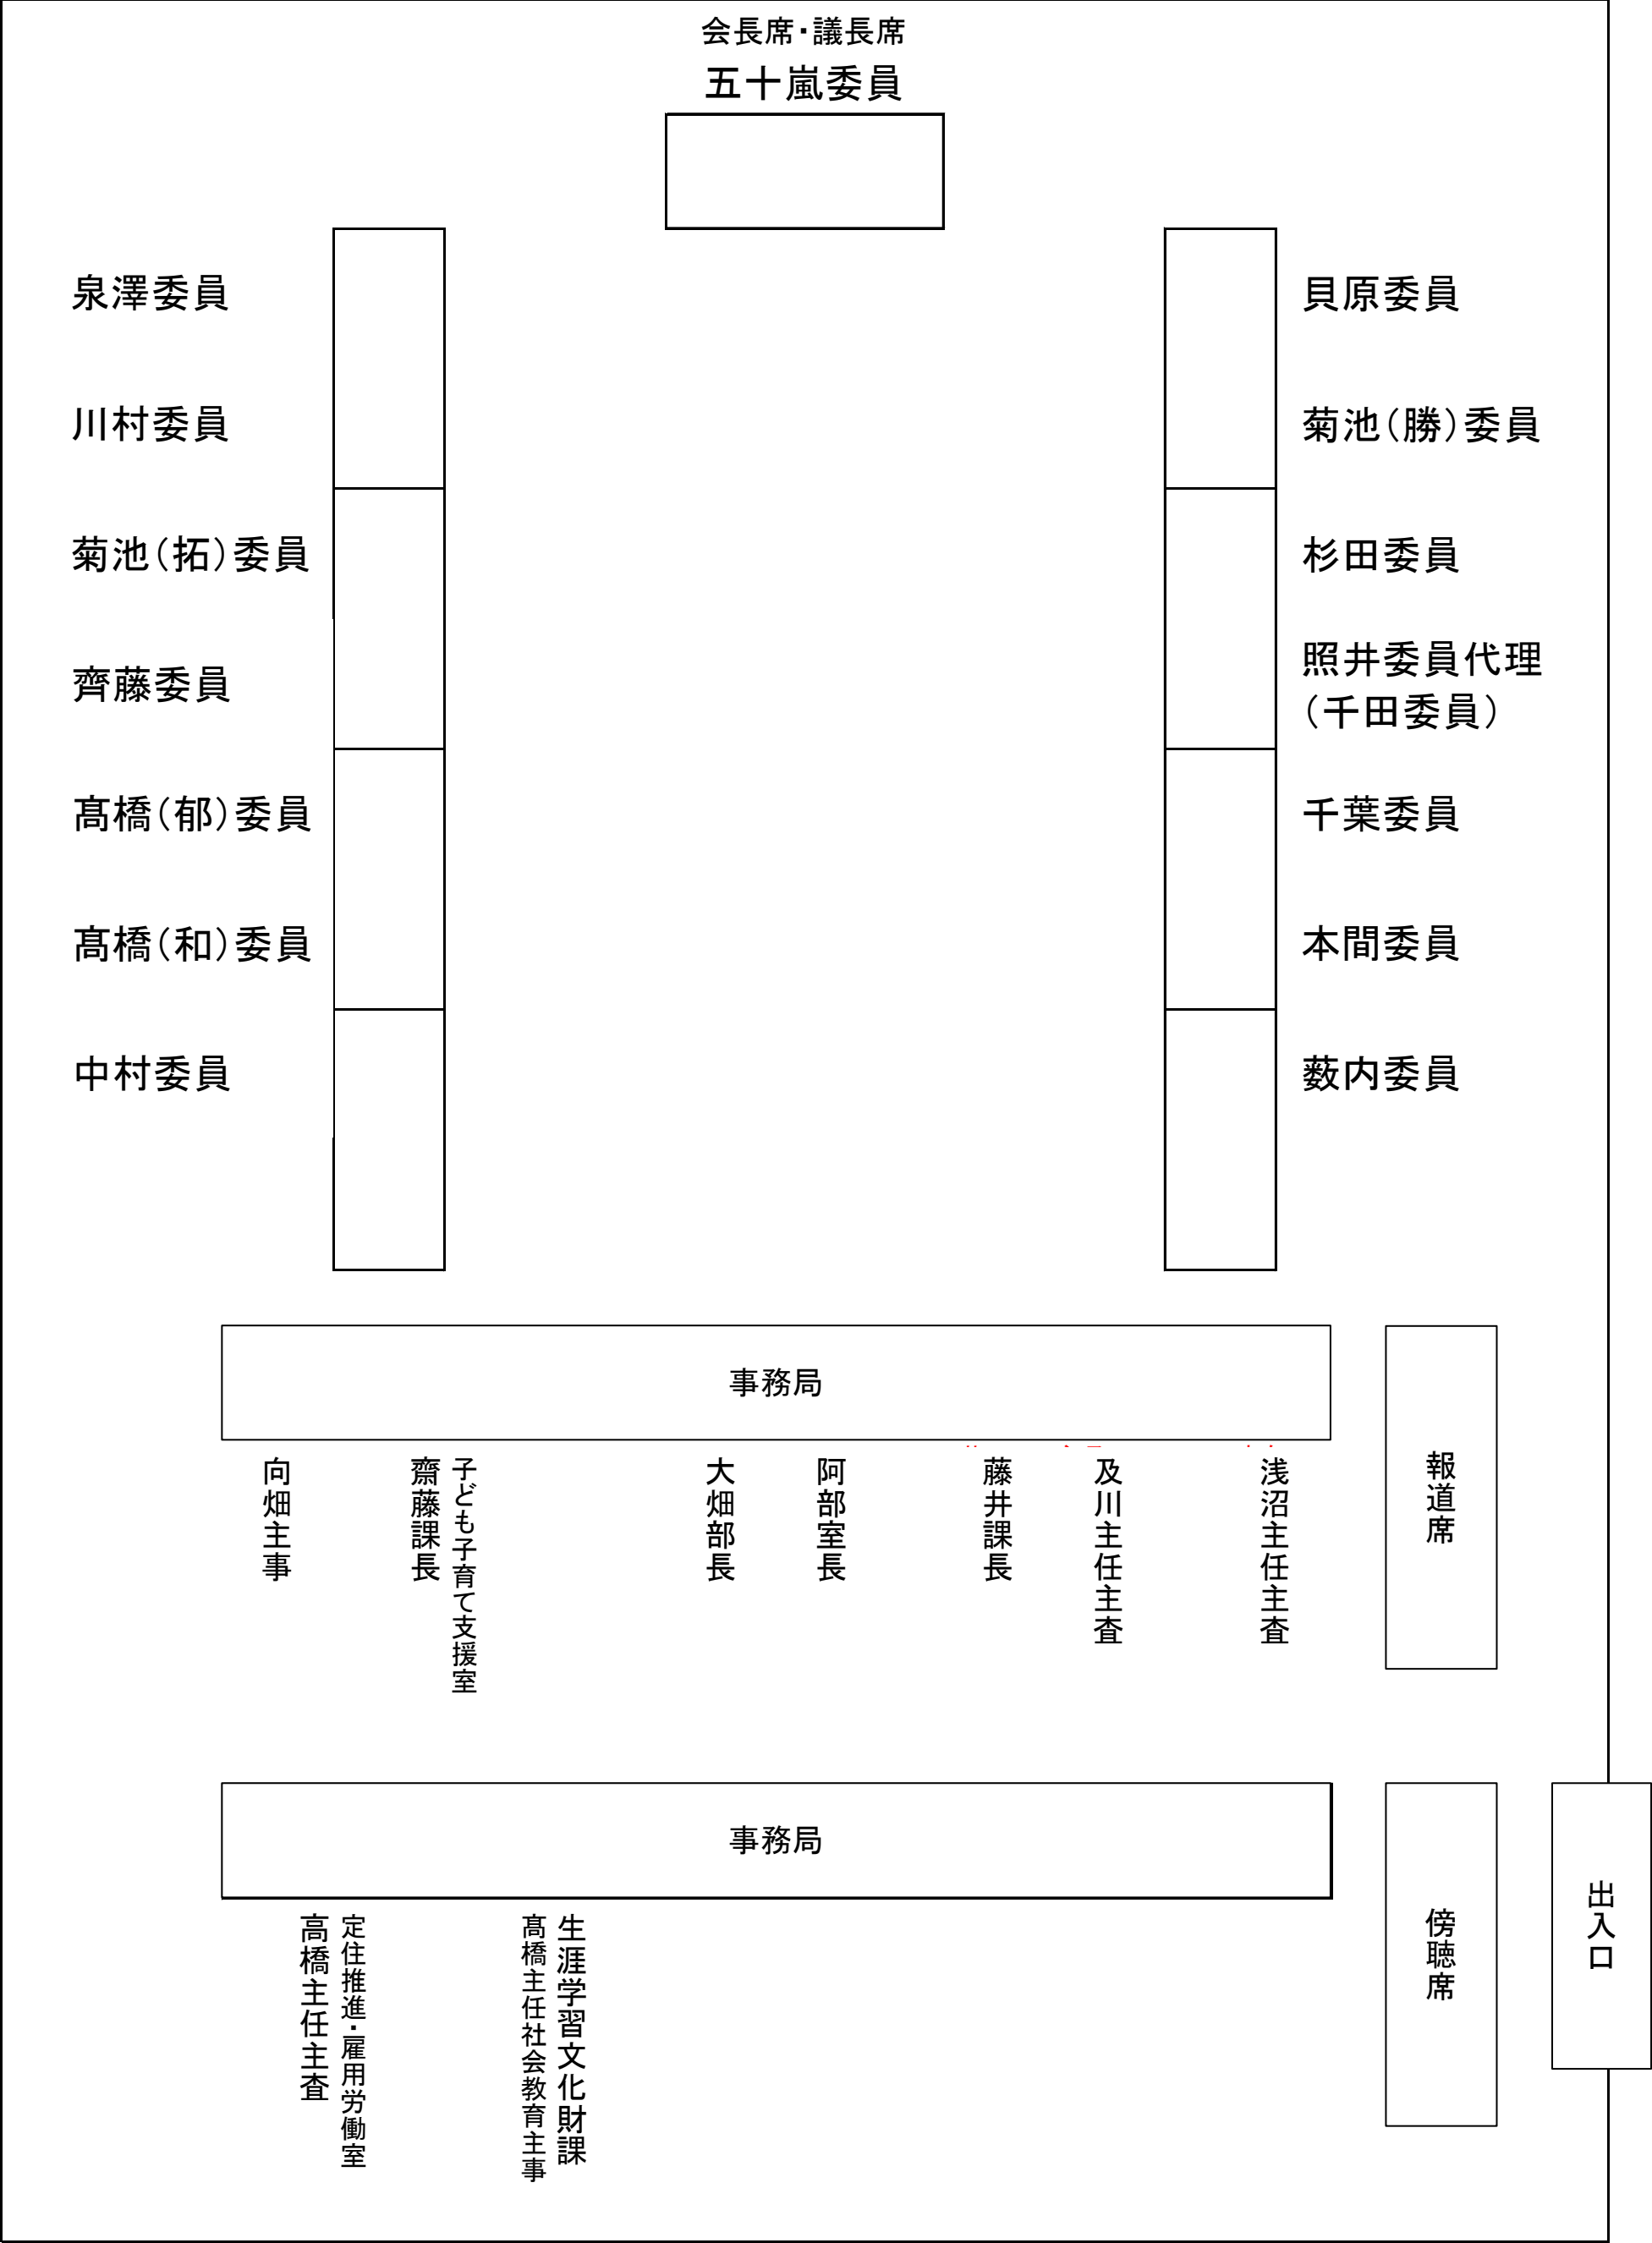 会長席・議長席
五十嵐委員
泉澤委員
川村委員
菊池(拓)委員
齊藤委員
髙橋(郁)委員
髙橋(和)委員
中村委員
貝原委員
菊池(勝)委員
杉田委員
照井委員代理
(千田委員)
千葉委員
本間委員
薮内委員
事務局
向畑主事
子ども子育て支援室
齋藤課長
大畑部長
阿部室長
藤井課長
及川主任主査
浅沼主任主査
報道席
事務局
定住推進・雇用労働室
高橋主任主査
生涯学習文化財課
髙橋主任社会教育主事
傍聴席
出入口